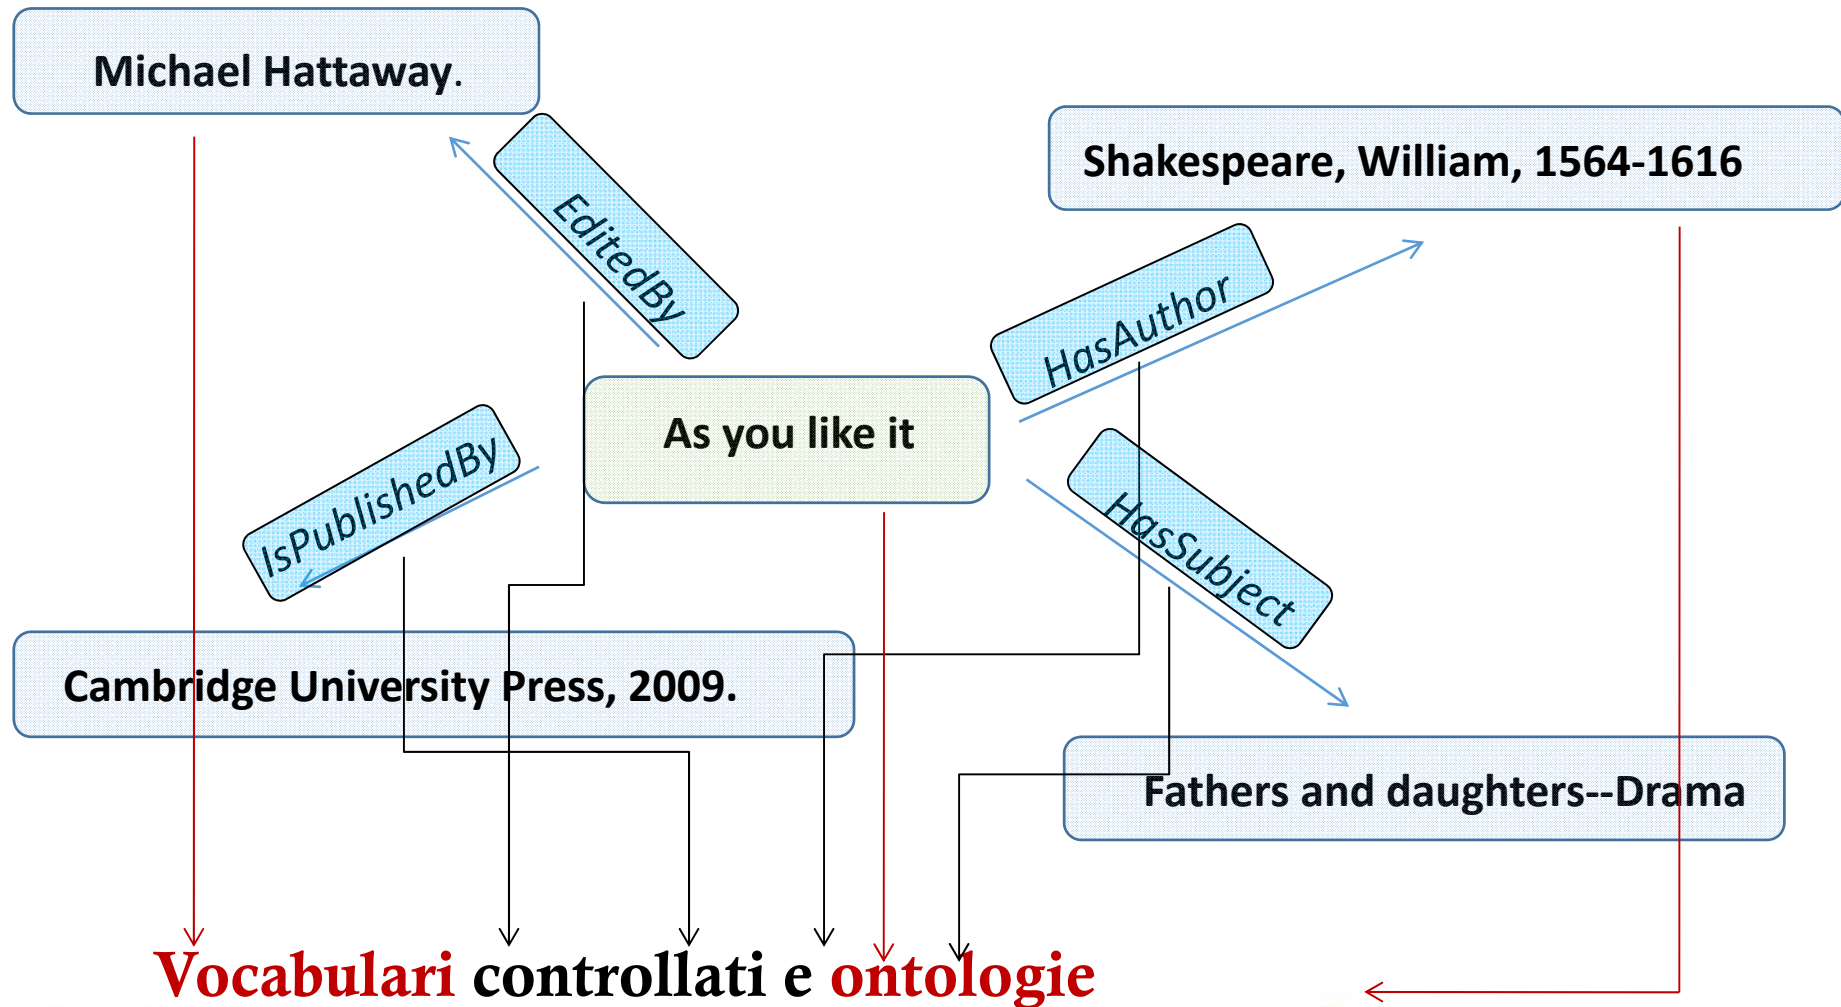 Michael Hattaway.
Shakespeare, William, 1564-1616
EditedBy
HasAuthor
As you like it
IsPublishedBy
HasSubject
Cambridge University Press, 2009.
Fathers and daughters--Drama
Vocabulari controllati e ontologie